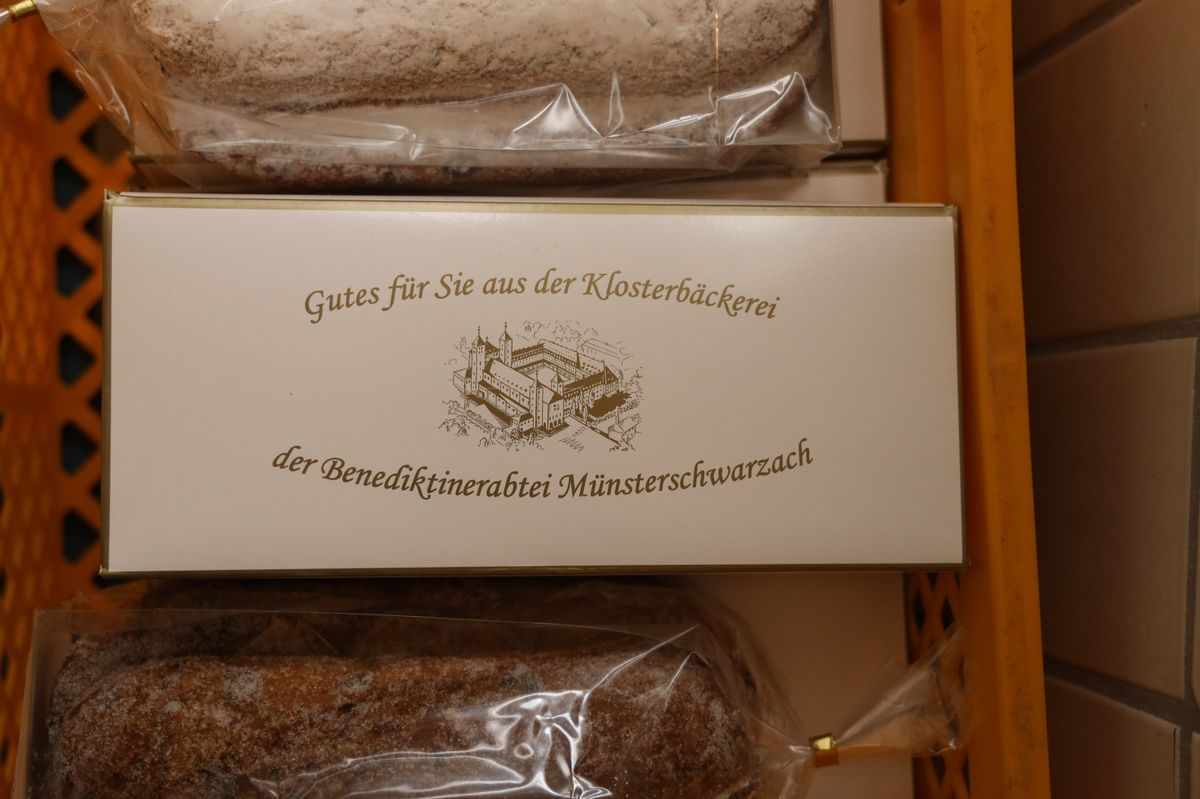 Gutes für Sie aus der Klosterbäckerei
der Benediktinerabtei Münsterschwarzach